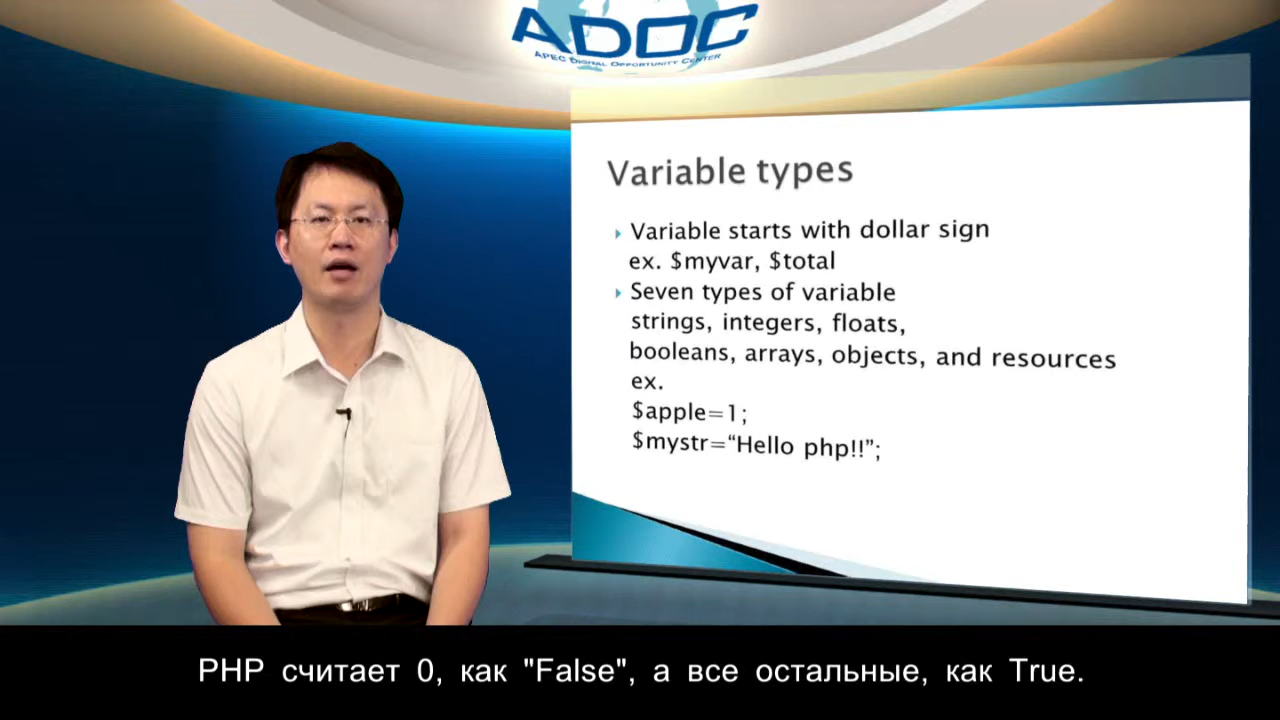 ADOC
APEC DIGITAL OPPORTUNITY CENTER
Variable types
Variable starts with dollar sign
ex. $myvar, $total
Seven types of variable
strings, integers, floats,
booleans, arrays, objects, and resources
ex.
$apple=1;
$mystr=“Hello php!!”;
PHP считает 0, как "False", а все остальные, как True.